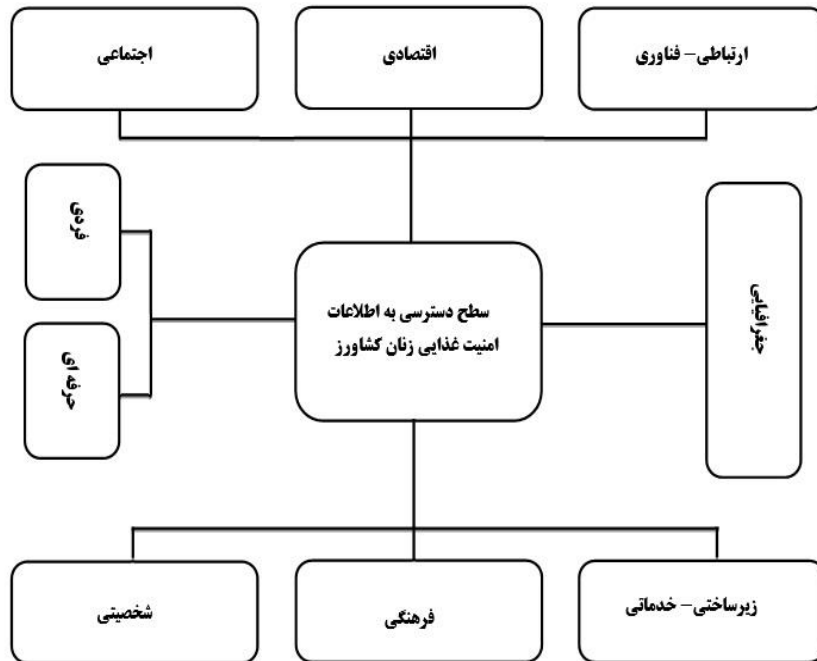 ارتباطی– فناوری
اقتصادی
اجتماعی
فردی
حرفه ای
سطح دسترسی به اطلاعات
امنیت غذایی زنان کشاورز
جغرافیایی
زیرساختی– خدماتی
فرهنگی
شخصیتی